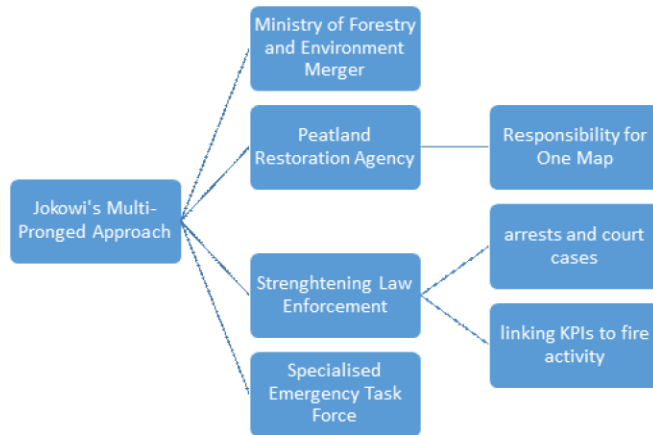 Ministry of Forestry
and Environment
Merger
Peatland
Restoration Agency
Responsibility for
One Map
Jokowi's Multi-
Pronged Approach
arrests and court
cases
Strenghtening Law
Enforcement
linking KPIs to fire
activity
Specialised
Emergency Task
Force